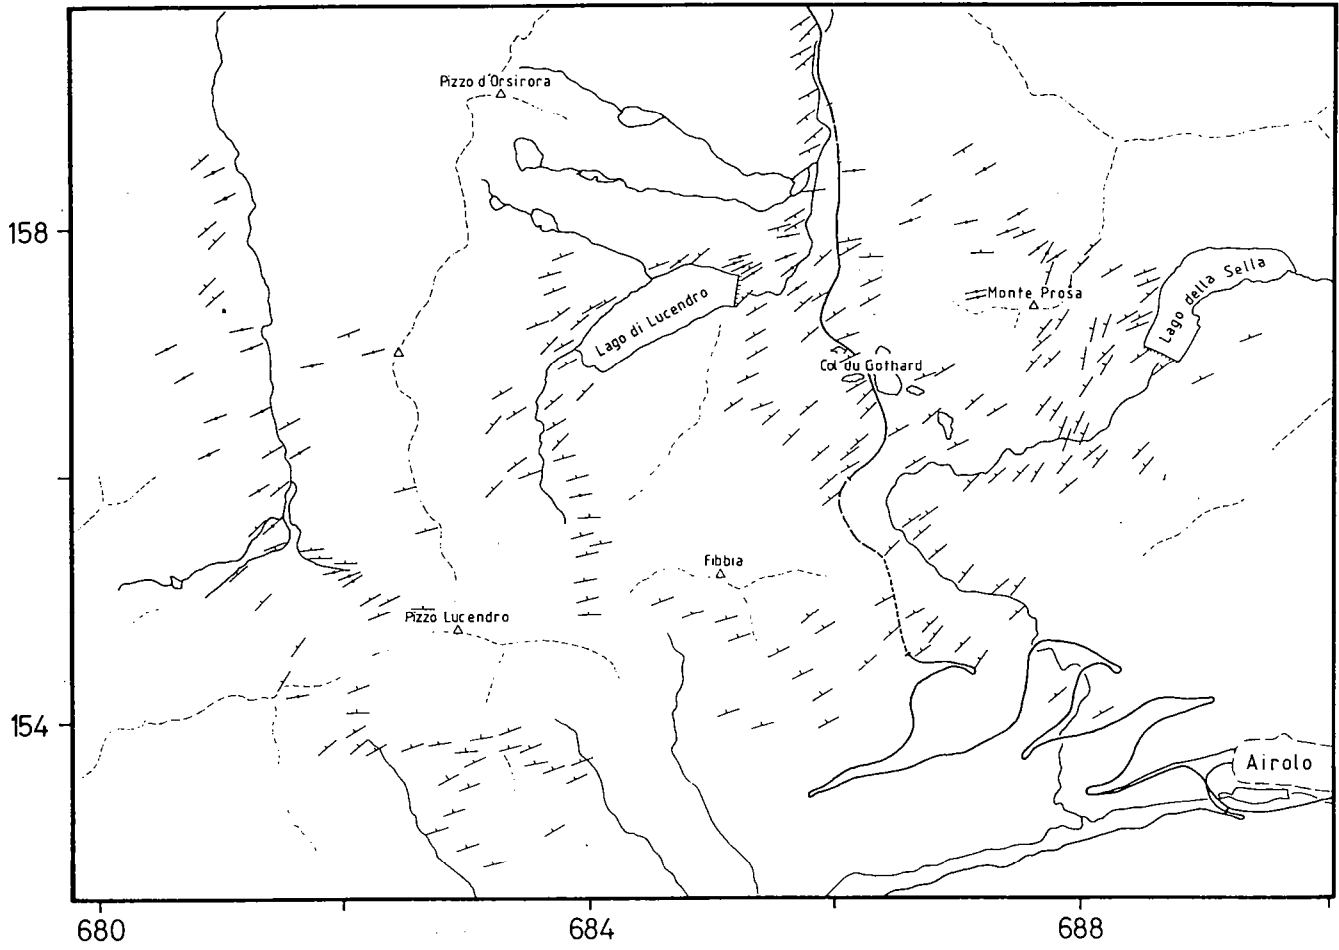 Pizzo d'Orsirora
158
Lago della Sella
Monte Prosa
Lago di Lucendro
Col du Gothard
Fibbia
Pizzo Lucendro
154
Airolo
680
684
688